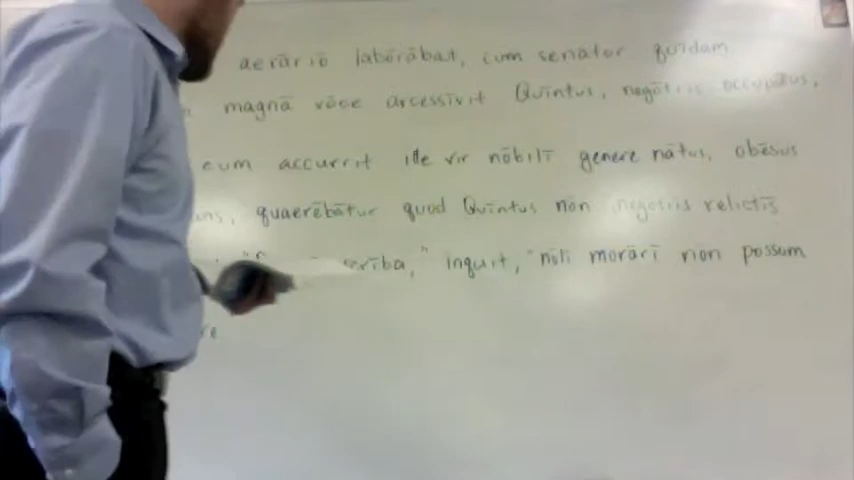 aerāriō labōrābat, cum senātor quīdam
magnā vōce arcessīvit Quīntus, negōtiīs occupātus,
eum accurrit ille vir nōbilī genere nātus, obēsus
quaerēbātur quod Quīntus nōn negōtiīs relictīs
scrība," inquit, "nōlī morārī non possum